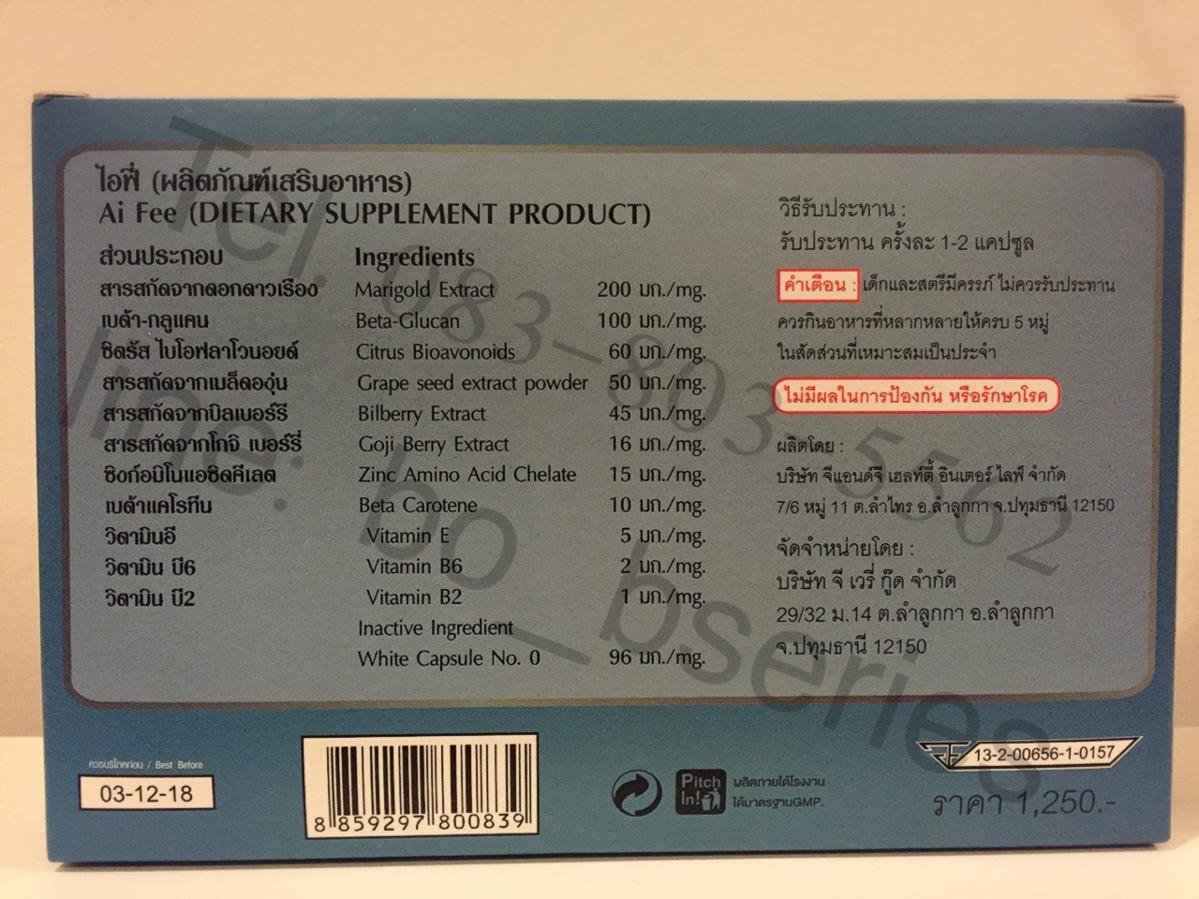 ไอฟี่ (ผลิตภัณฑ์เสริมอาหาร)
Ai Fee (DIETARY SUPPLEMENT PRODUCT)
ส่วนประกอบ Ingredients
สารสกัดจากดอกดาวเรือง Marigold Extract 200 มก./mg.
เบต้า-กลูแคน Beta-Glucan 100 มก./mg.
ซิตรัส ไบโอฟลาโวนอยด์ Citrus Bioavonoids 60 มก./mg.
สารสกัดจากเมล็ดองุ่น Grape seed extract powder 50 มก./mg.
สารสกัดจากบิลเบอร์รี่ Bilberry Extract 45 มก./mg.
สารสกัดจากโกจิ เบอร์รี่ Goji Berry Extract 16 มก./mg.
ซิงก์อมิโนแอซิดคีเลต Zinc Amino Acid Chelate 15 มก./mg.
เบต้าแคโรทีน Beta Carotene 10 มก./mg.
วิตามินอี Vitamin E 5 มก./mg.
วิตามิน บี6 Vitamin B6 2 มก./mg.
วิตามิน บี2 Vitamin B2 1 มก./mg.
Inactive Ingredient
White Capsule No. 0 96 มก./mg.
วิธีรับประทาน :
รับประทาน ครั้งละ 1-2 แคปซูล
คำเตือน : เด็กและสตรีมีครรภ์ ไม่ควรรับประทาน
ควรกินอาหารที่หลากหลายให้ครบ 5 หมู่
ในสัดส่วนที่เหมาะสมเป็นประจำ
ไม่มีผลในการป้องกัน หรือรักษาโรค
ผลิตโดย :
บริษัท จีแอนด์จี เฮลท์ตี้ อินเตอร์ ไลฟ์ จำกัด
7/6 หมู่ 11 ต.ลำไทร อ.ลำลูกกา จ.ปทุมธานี 12150
จัดจำหน่ายโดย :
บริษัท จี เวรี่ กู๊ด จำกัด
29/32 ม.14 ต.ลำลูกกา อ.ลำลูกกา
จ.ปทุมธานี 12150
ควรบริโภคก่อน / Best Before
03-12-18
8 859297 800839
Pitch In!
ผลิตภายใต้โรงงาน
ได้มาตรฐานGMP.
13-2-00656-1-0157
ราคา 1,250.-
Tel. 083-803-5562
line: bo_bseries